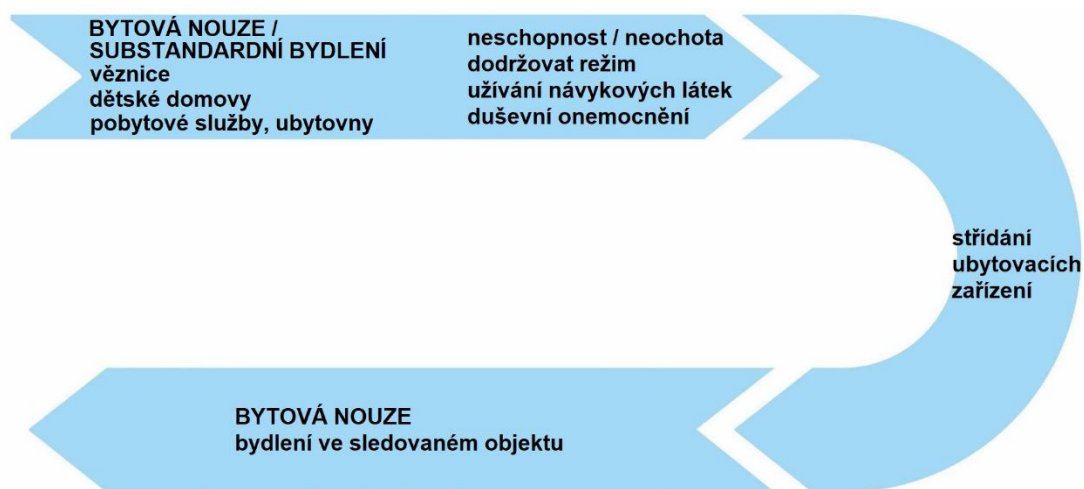 BYTOVÁ NOUZE /
SUBSTANDARDNÍ BYDLENÍ
věznice
dětské domovy
pobytové služby, ubytovny
neschopnost / neochota
dodržovat režim
užívání návykových látek
duševní onemocnění
střídání
ubytovacích
zařízení
BYTOVÁ NOUZE
bydlení ve sledovaném objektu